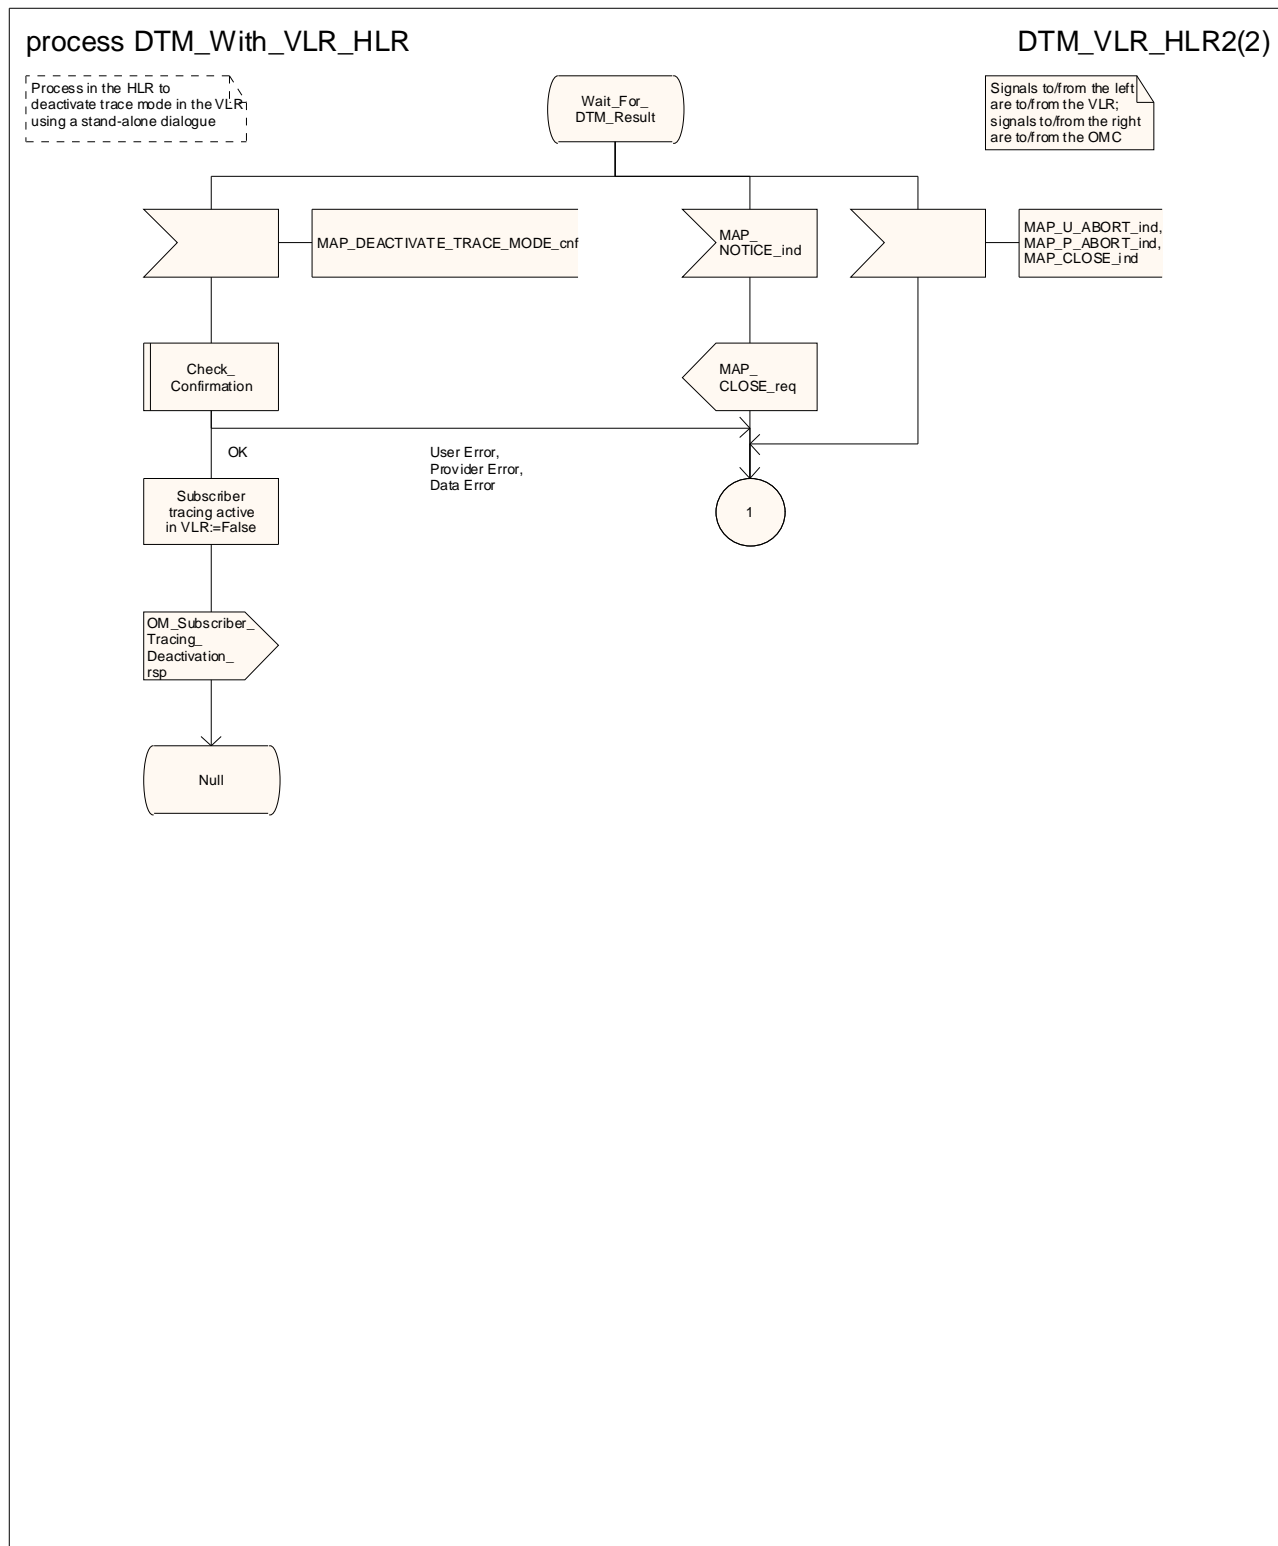 process DTM_With_VLR_HLR
DTM_VLR_HLR2(2)
Process in the HLR to
deactivate trace mode in the VLR
using a stand-alone dialogue
Wait_For_
DTM_Result
Signals to/from the left
are to/from the VLR;
signals to/from the right
are to/from the OMC
MAP_DEACTIVATE_TRACE_MODE_cnf
MAP_
NOTICE_ind
MAP_U_ABORT_ind,
MAP_P_ABORT_ind,
MAP_CLOSE_ind
Check_
Confirmation
MAP_
CLOSE_req
OK
User Error,
Provider Error,
Data Error
Subscriber
tracing active
in VLR:=False
1
OM_Subscriber_
Tracing_
Deactivation_
rsp
Null